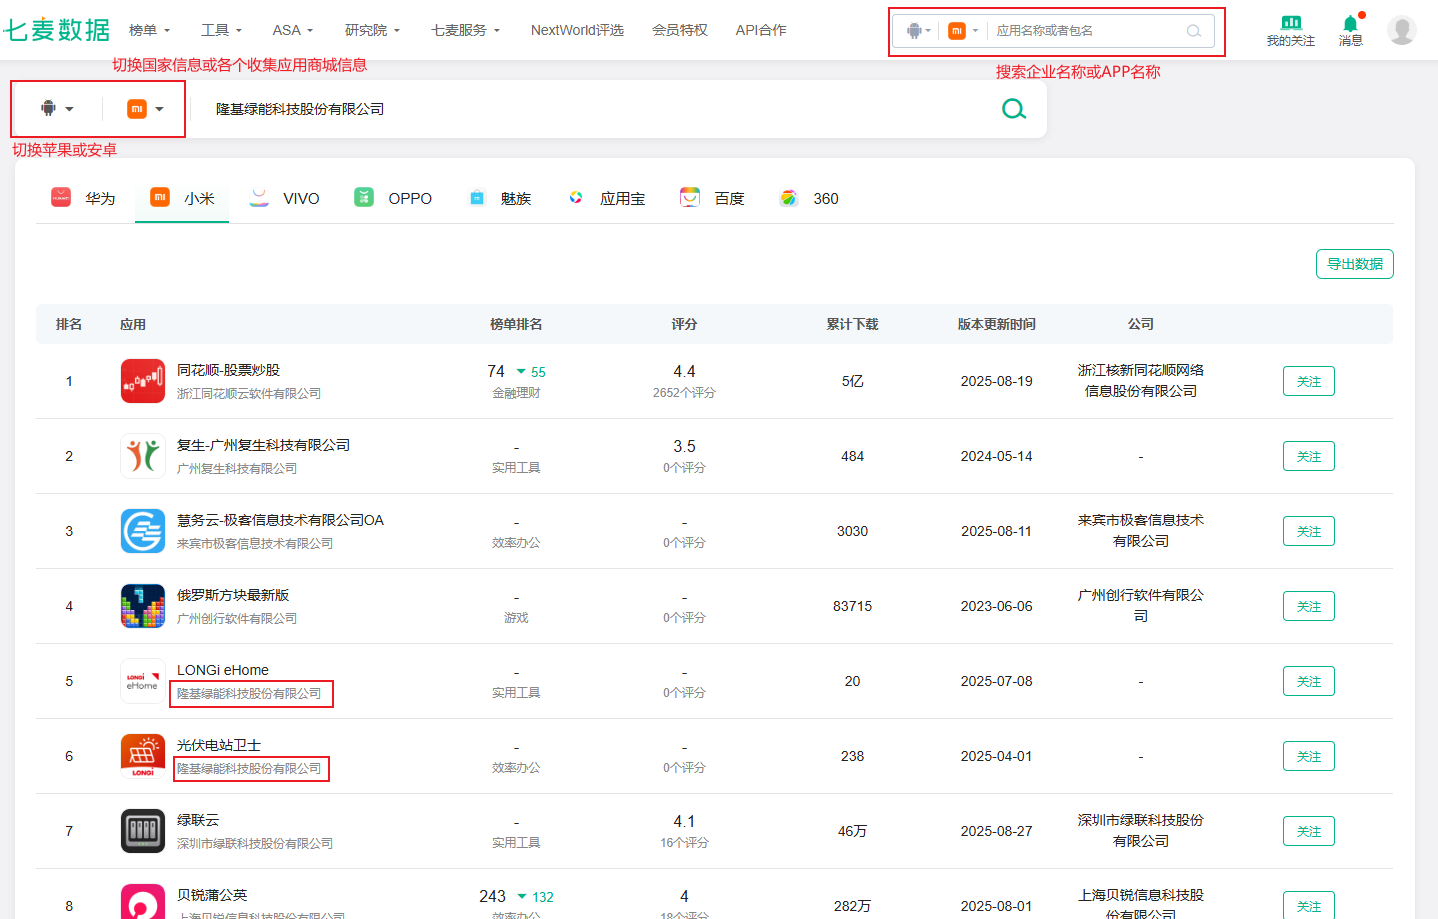 七麦数据 榜单 工具 ASA 研究院 七麦服务 NextWorld评选 会员特权 API合作 应用名称或者包名 我的关注 消息
切换国家信息或各个收集应用商城信息
搜索企业名称或APP名称
隆基绿能科技股份有限公司
切换苹果或安卓
华为 小米 VIVO OPPO 魅族 应用宝 百度 360
导出数据
排名 应用 榜单排名 评分 累计下载 版本更新时间 公司
1 同花顺-股票炒股 74 55 4.4 5亿 2025-08-19 浙江核新同花顺网络 关注
浙江同花顺云软件有限公司 金融理财 2652个评分 信息股份有限公司
2 复生-广州复生科技有限公司 - 3.5 484 2024-05-14 - 关注
广州复生科技有限公司 实用工具 0个评分
3 慧务云-极客信息技术有限公司OA - - 3030 2025-08-11 来宾市极客信息技术 关注
来宾市极客信息技术有限公司 效率办公 0个评分 有限公司
4 俄罗斯方块最新版 - - 83715 2023-06-06 广州创行软件有限公 关注
广州创行软件有限公司 游戏 0个评分 司
5 LONGi eHome LONGi eHome - - 20 2025-07-08 - 关注
隆基绿能科技股份有限公司 实用工具 0个评分
6 光伏电站卫士 - - 238 2025-04-01 - 关注
LONGi 隆基绿能科技股份有限公司 效率办公 0个评分
7 绿联云 - 4.1 46万 2025-08-27 深圳市绿联科技股份 关注
深圳市绿联科技股份有限公司 实用工具 16个评分 有限公司
8 贝锐蒲公英 243 132 4 282万 2025-08-01 上海贝锐信息科技股 关注
上海贝锐信息科技股份有限公司 效率办公 18个评分 份有限公司